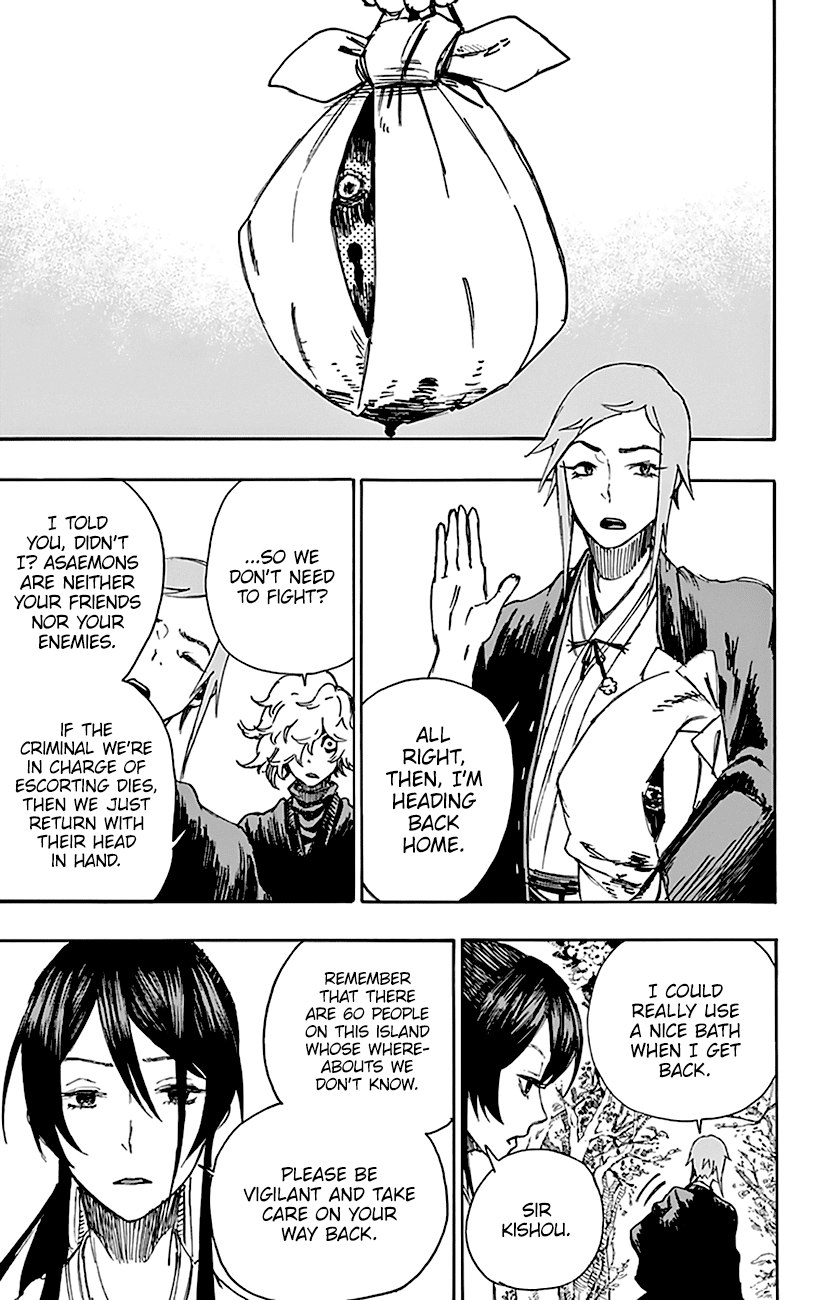 ALL
RIGHT,
THEN, I'M
HEADING
BACK
HOME.
...SO WE
DON'T NEED
TO FIGHT?
I TOLD
YOU, DIDN'T
I? ASAEMONS
ARE NEITHER
YOUR FRIENDS
NOR YOUR
ENEMIES.
IF THE
CRIMINAL WE'RE
IN CHARGE OF
ESCORTING DIES,
THEN WE JUST
RETURN WITH
THEIR HEAD
IN HAND.
I COULD
REALLY USE
A NICE BATH
WHEN I GET
BACK.
SIR
KISHOU.
REMEMBER
THAT THERE
ARE 60 PEOPLE
ON THIS ISLAND
WHOSE WHERE-
ABOUTS WE
DON'T KNOW.
PLEASE BE
VIGILANT AND TAKE
CARE ON YOUR
WAY BACK.